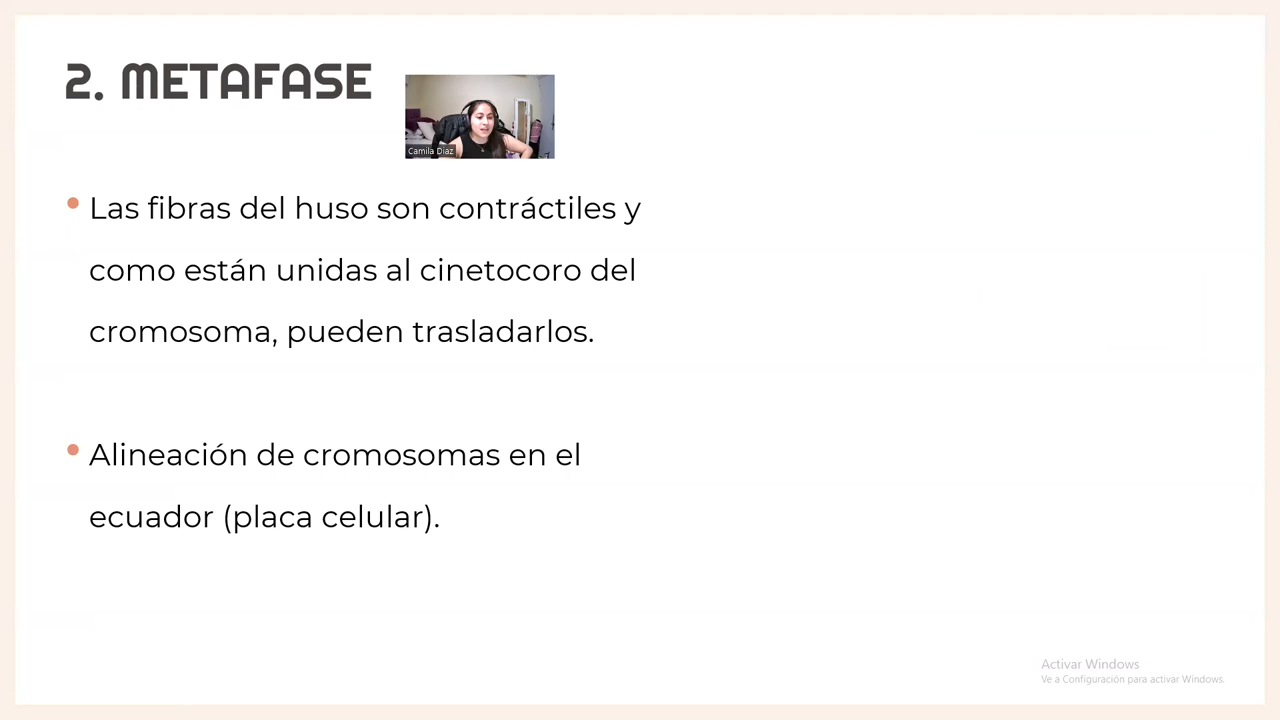 2. METAFASE
Camila Diaz
• Las fibras del huso son contráctiles y
como están unidas al cinetocoro del
cromosoma, pueden trasladarlos.
• Alineación de cromosomas en el
ecuador (placa celular).
Activar Windows
Ve a Configuración para activar Windows.